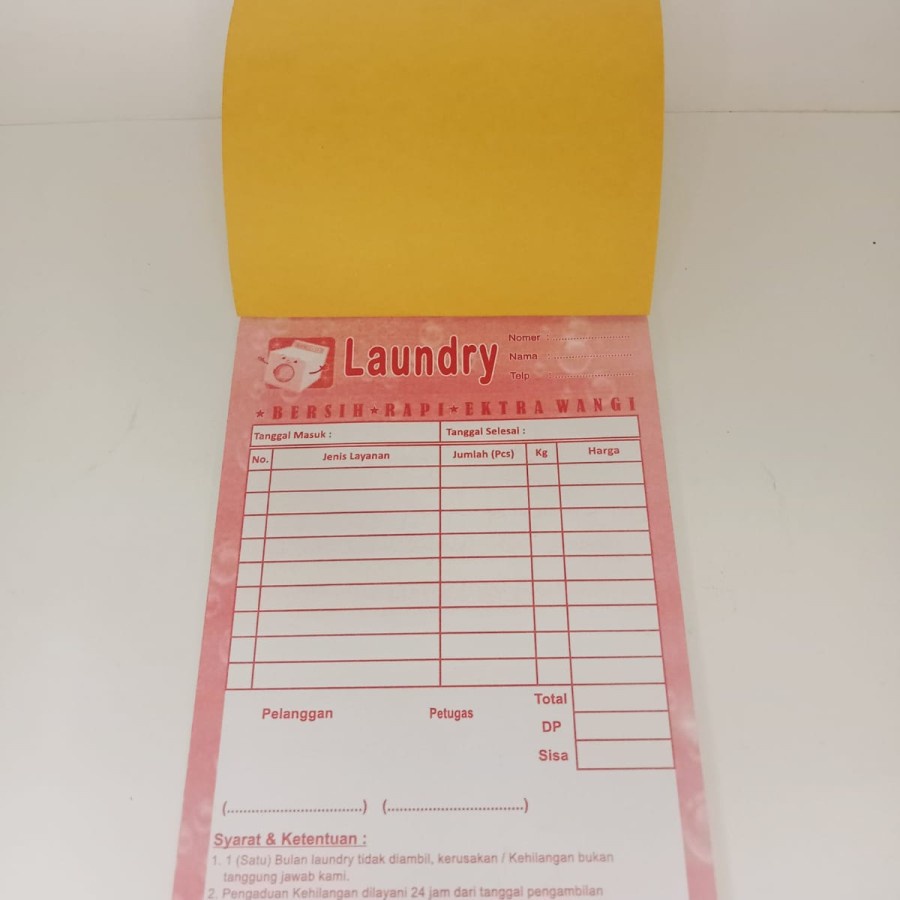 Laundry
Nomer : ..............................
Nama : ..............................
Telp : ..............................
★ BERSIH ★ RAPI ★ EKTRA WANGI
Tanggal Masuk : Tanggal Selesai :
No. Jenis Layanan Jumlah (Pcs) Kg Harga
Total
Pelanggan Petugas
DP
Sisa
(................................) (.................................)
Syarat & Ketentuan :
1. 1 (Satu) Bulan laundry tidak diambil, kerusakan / Kehilangan bukan
tanggung jawab kami.
2. Pengaduan Kehilangan dilayani 24 jam dari tanggal pengambilan